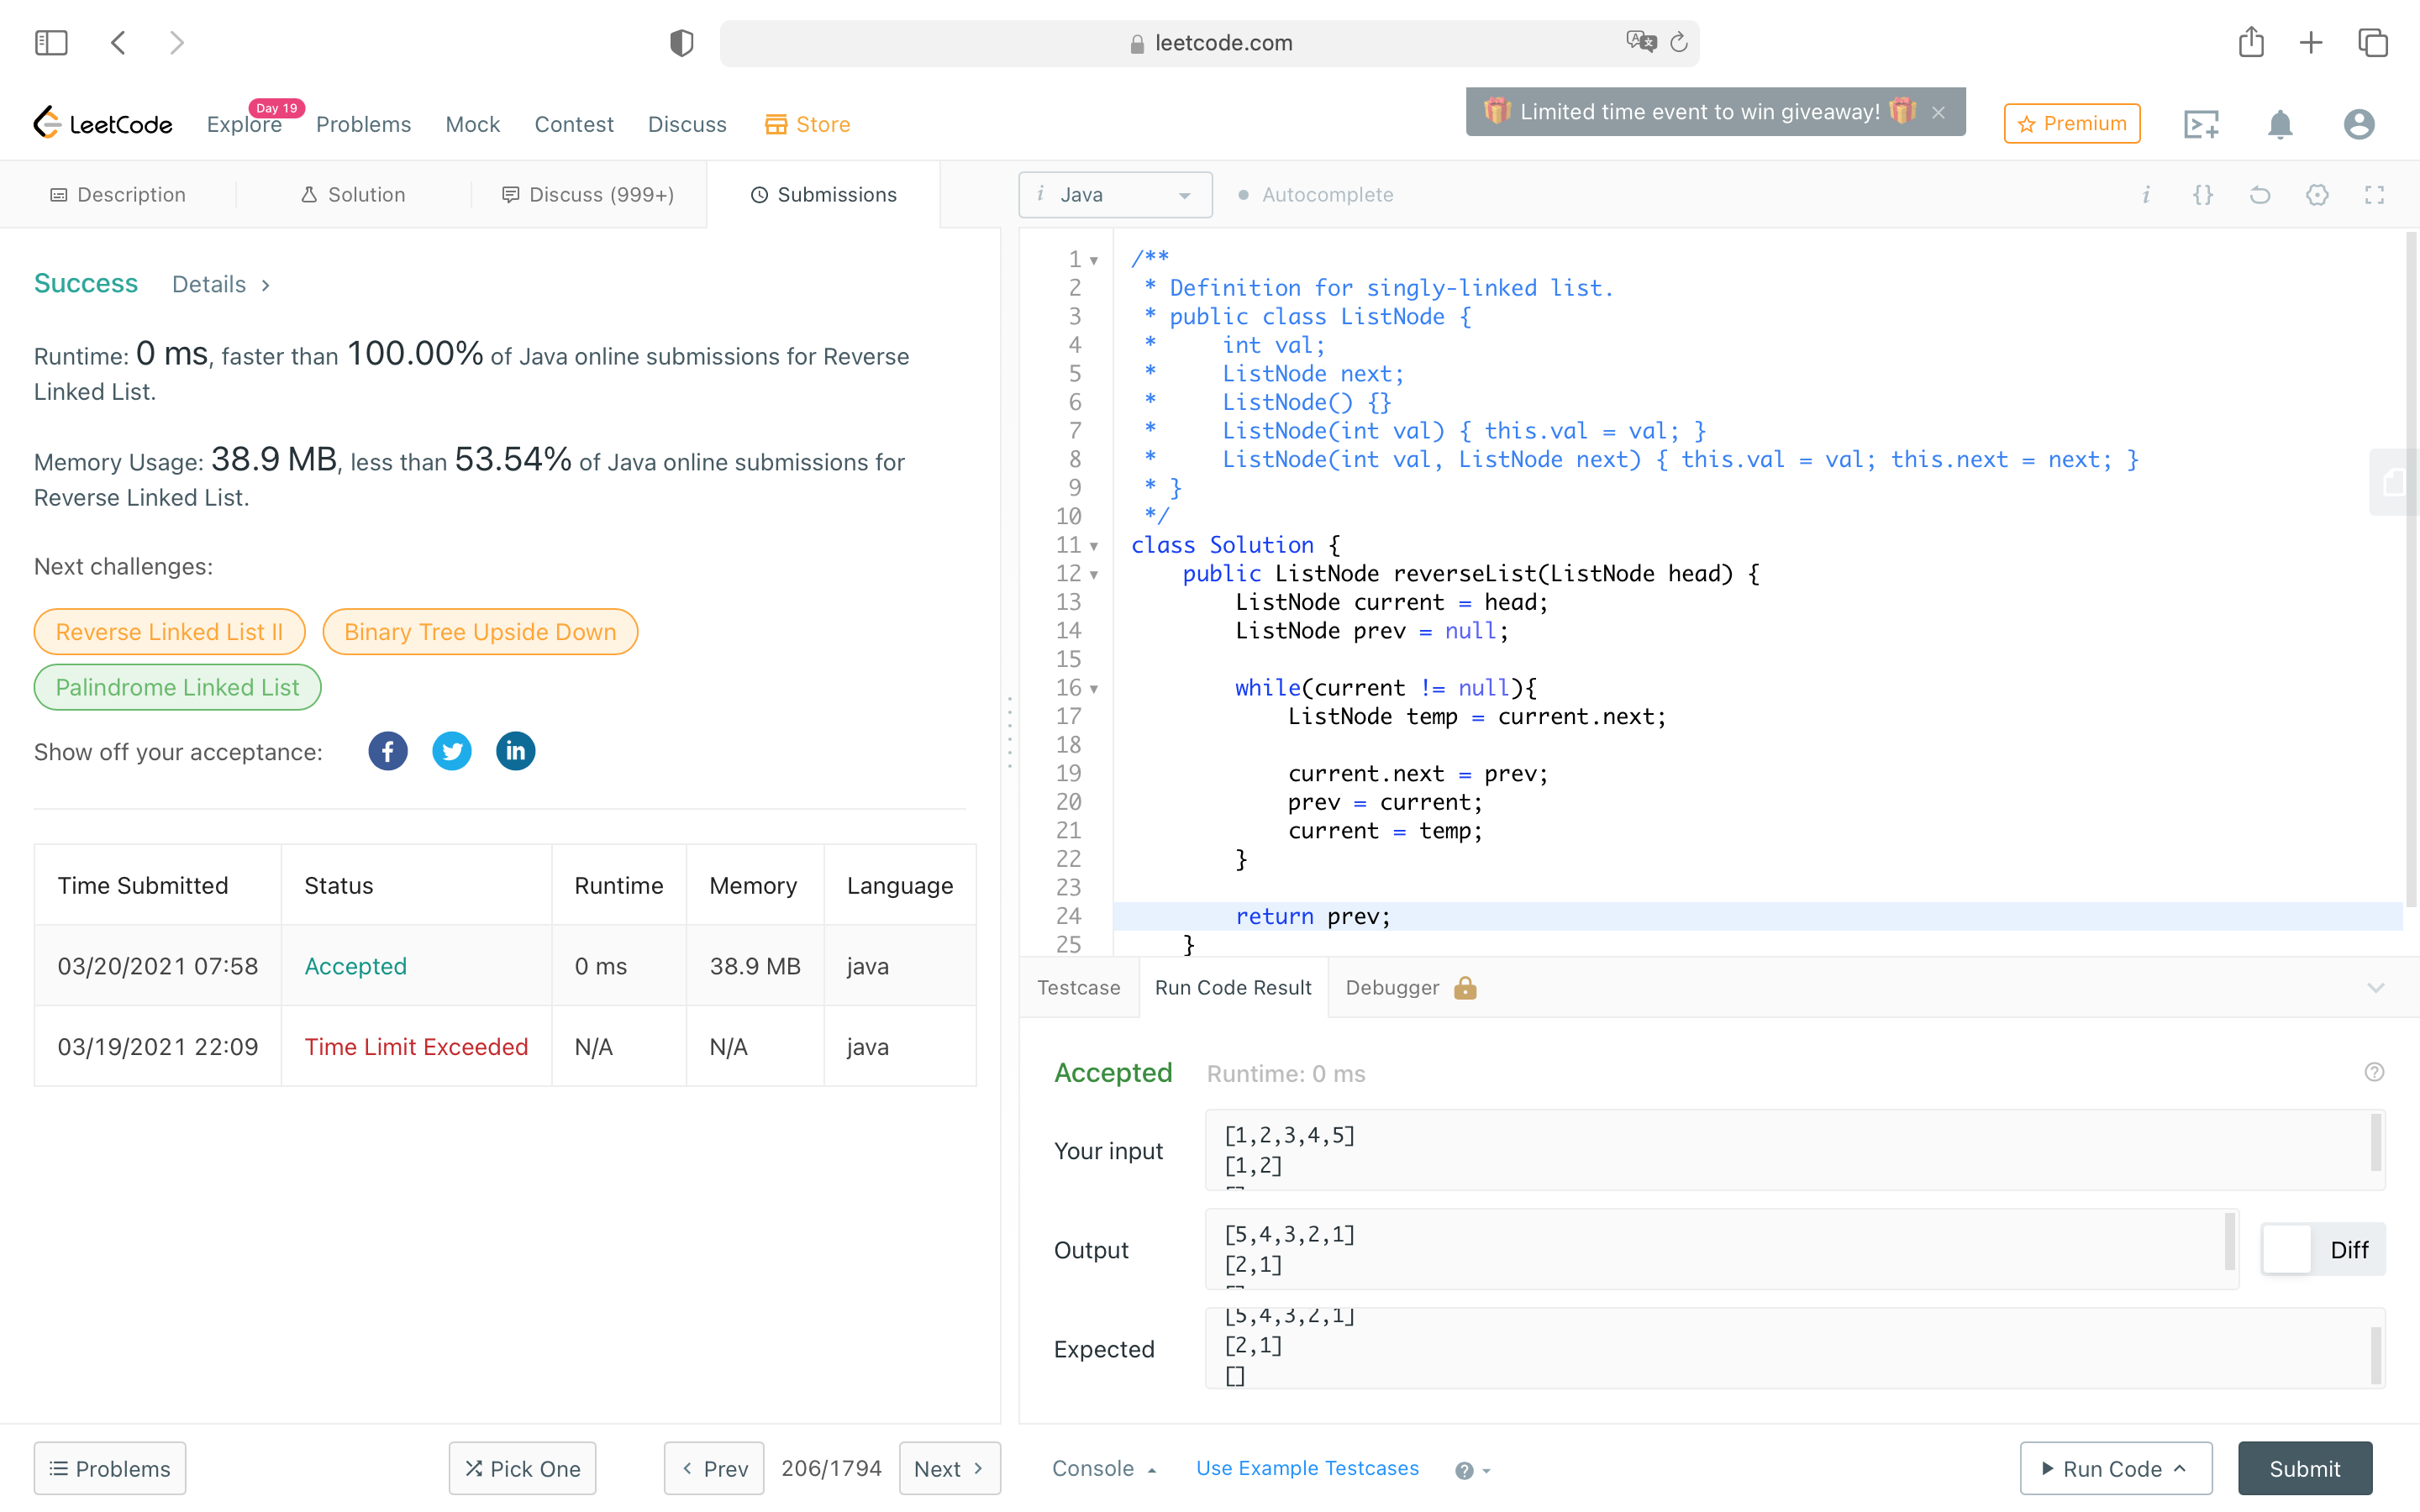 leetcode.com
LeetCode
Explore
Day 19
Problems
Mock
Contest
Discuss
Store
Limited time event to win giveaway!
Premium
Description
Solution
Discuss (999+)
Submissions
i Java
Autocomplete
i {}
Success Details >
Runtime: 0 ms, faster than 100.00% of Java online submissions for Reverse
Linked List.
Memory Usage: 38.9 MB, less than 53.54% of Java online submissions for
Reverse Linked List.
Next challenges:
Reverse Linked List II
Binary Tree Upside Down
Palindrome Linked List
Show off your acceptance:
Time Submitted Status Runtime Memory Language
03/20/2021 07:58 Accepted 0 ms 38.9 MB java
03/19/2021 22:09 Time Limit Exceeded N/A N/A java
1 /**
2  * Definition for singly-linked list.
3  * public class ListNode {
4  *     int val;
5  *     ListNode next;
6  *     ListNode() {}
7  *     ListNode(int val) { this.val = val; }
8  *     ListNode(int val, ListNode next) { this.val = val; this.next = next; }
9  * }
10  */
11 class Solution {
12     public ListNode reverseList(ListNode head) {
13         ListNode current = head;
14         ListNode prev = null;
15
16         while(current != null){
17             ListNode temp = current.next;
18
19             current.next = prev;
20             prev = current;
21             current = temp;
22         }
23
24         return prev;
25     }
Testcase
Run Code Result
Debugger
Accepted Runtime: 0 ms
Your input
[1,2,3,4,5]
[1,2]
Output
[5,4,3,2,1]
[2,1]
Diff
Expected
[5,4,3,2,1]
[2,1]
[]
Problems
Pick One
< Prev
206/1794
Next >
Console
Use Example Testcases
Run Code
Submit